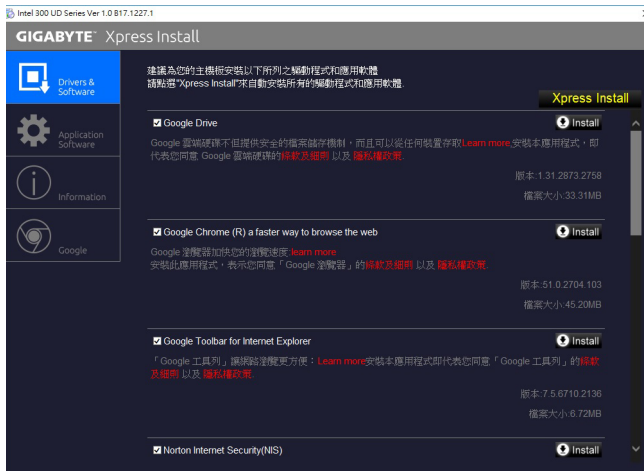 Intel 300 UD Series Ver 1.0 B17.1227.1
GIGABYTE™ Xpress Install
Drivers &
Software
Application
Software
Information
Google
建議為您的主機板安裝以下所列之驅動程式和應用軟體
請點選"Xpress Install"來自動安裝所有的驅動程式和應用軟體.
Xpress Install
Google Drive
Install
Google 雲端硬碟不但提供安全的檔案儲存機制，而且可以從任何裝置存取Learn more.安裝本應用程式，即
代表您同意 Google 雲端硬碟的條款及細則 以及 隱私權政策.
版本:1.31.2873.2758
檔案大小:33.31MB
Google Chrome (R) a faster way to browse the web
Install
Google 瀏覽器加快您的瀏覽速度 learn more
安裝此應用程式，表示您同意「Google 瀏覽器」的條款及細則 以及 隱私權政策.
版本:51.0.2704.103
檔案大小:45.20MB
Google Toolbar for Internet Explorer
Install
「Google 工具列」讓網路瀏覽更方便：Learn more安裝本應用程式即代表您同意「Google 工具列」的條款
及細則 以及 隱私權政策.
版本:7.5.6710.2136
檔案大小:6.72MB
Norton Internet Security(NIS)
Install